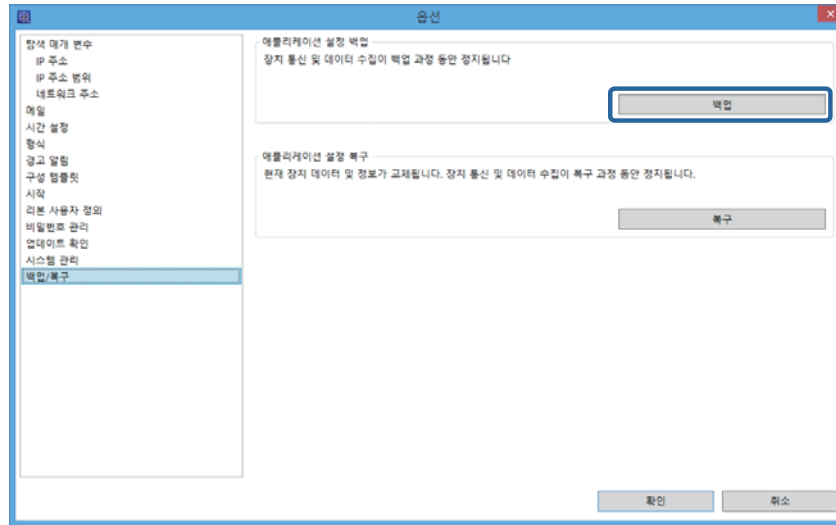 옵션
탐색 매개 변수
IP 주소
IP 주소 범위
네트워크 주소
메일
시간 설정
형식
경고 알림
구성 템플릿
시작
리본 사용자 정의
비밀번호 관리
업데이트 확인
시스템 관리
백업/복구
애플리케이션 설정 백업
장치 통신 및 데이터 수집이 백업 과정 동안 정지됩니다
백업
애플리케이션 설정 복구
현재 장치 데이터 및 정보가 교체됩니다. 장치 통신 및 데이터 수집이 복구 과정 동안 정지됩니다.
복구
확인
취소